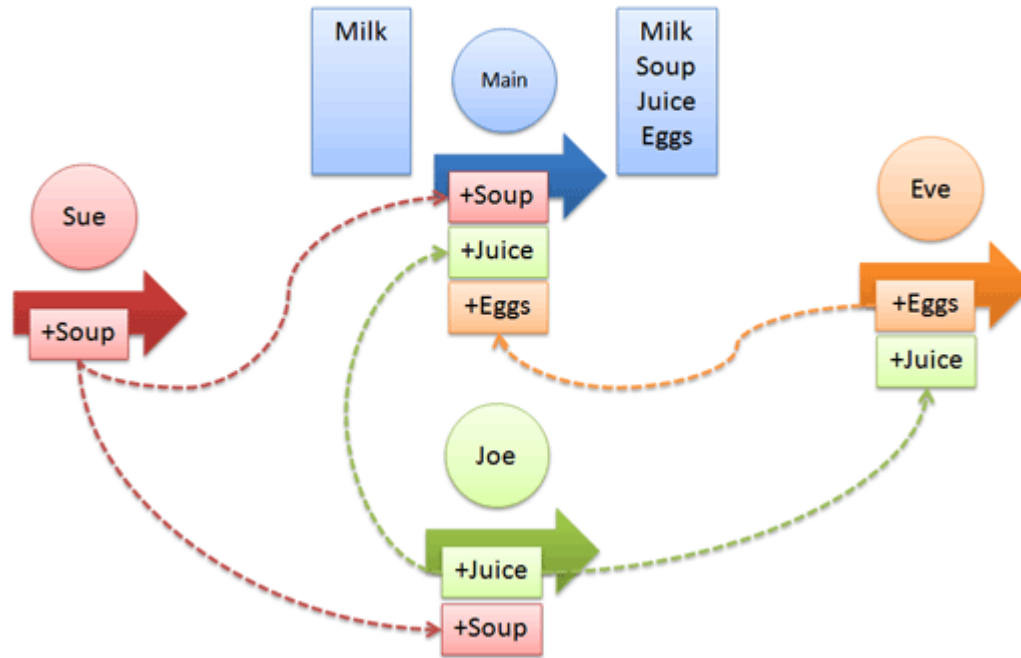 Milk
Main
Milk
Soup
Juice
Eggs
Sue
+Soup
+Soup
+Juice
+Eggs
Eve
+Eggs
+Juice
Joe
+Juice
+Soup